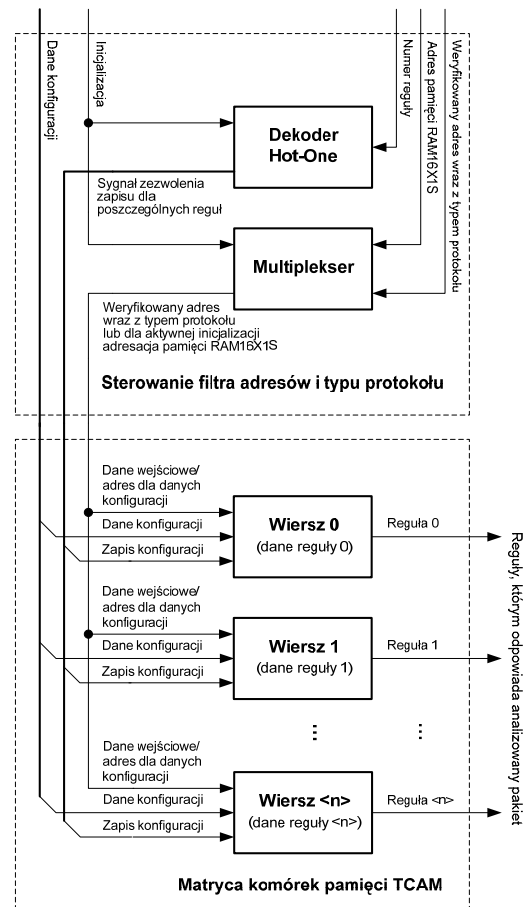 Dane konfiguracji
Inicjalizacja
Numer reguły
Adres pamięci RAM16X1S
Weryfikowany adres wraz z typem protokołu
Dekoder
Hot-One
Sygnał zezwolenia
zapisu dla
poszczególnych reguł
Multiplekser
Weryfikowany adres
wraz z typem protokołu
lub dla aktywnej inicjalizacji
adresacja pamięci RAM16X1S
Sterowanie filtra adresów i typu protokołu
Dane wejściowe/
adres dla danych
konfiguracji
Dane konfiguracji
Zapis konfiguracji
Wiersz 0
(dane reguły 0)
Reguła 0
Dane wejściowe/
adres dla danych
konfiguracji
Dane konfiguracji
Zapis konfiguracji
Wiersz 1
(dane reguły 1)
Reguła 1
...
...
Dane wejściowe/
adres dla danych
konfiguracji
Dane konfiguracji
Zapis konfiguracji
Wiersz <n>
(dane reguły <n>)
Reguła <n>
Reguły, którym odpowiada analizowany pakiet
Matryca komórek pamięci TCAM